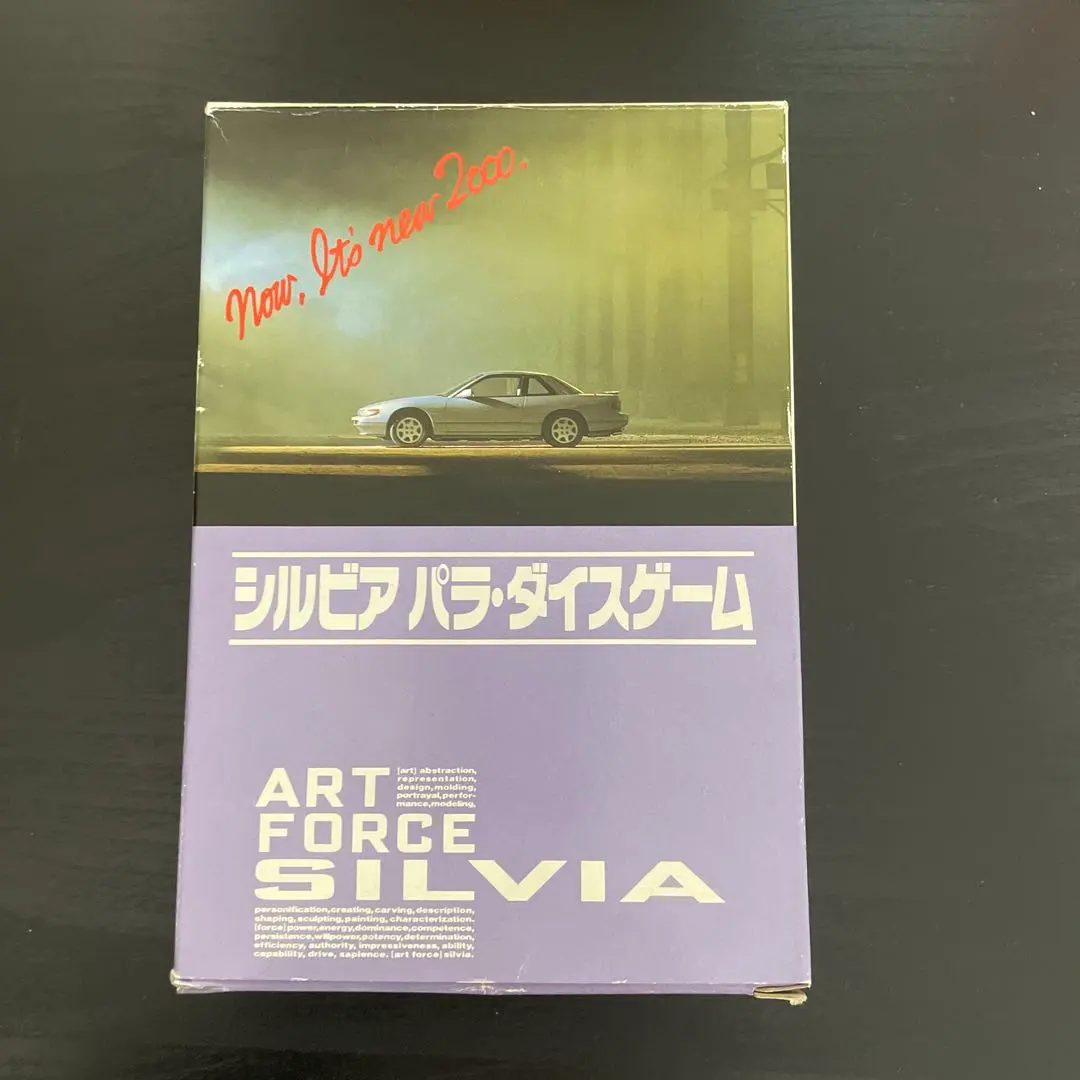 Now, It's new 2000.
シルビア パラ・ダイスゲーム
ART
[art] abstraction,
representation,
design, molding,
portrayal, perfor-
mance, modeling,
FORCE
SILVIA
personification, creating, carving, description,
shaping, sculpting, painting, characterization.
[force] power, energy, dominance, competence,
persistence, willpower, potency, determination,
efficiency, authority, impressiveness, ability,
capability, drive, sapience. [art force] silvia.